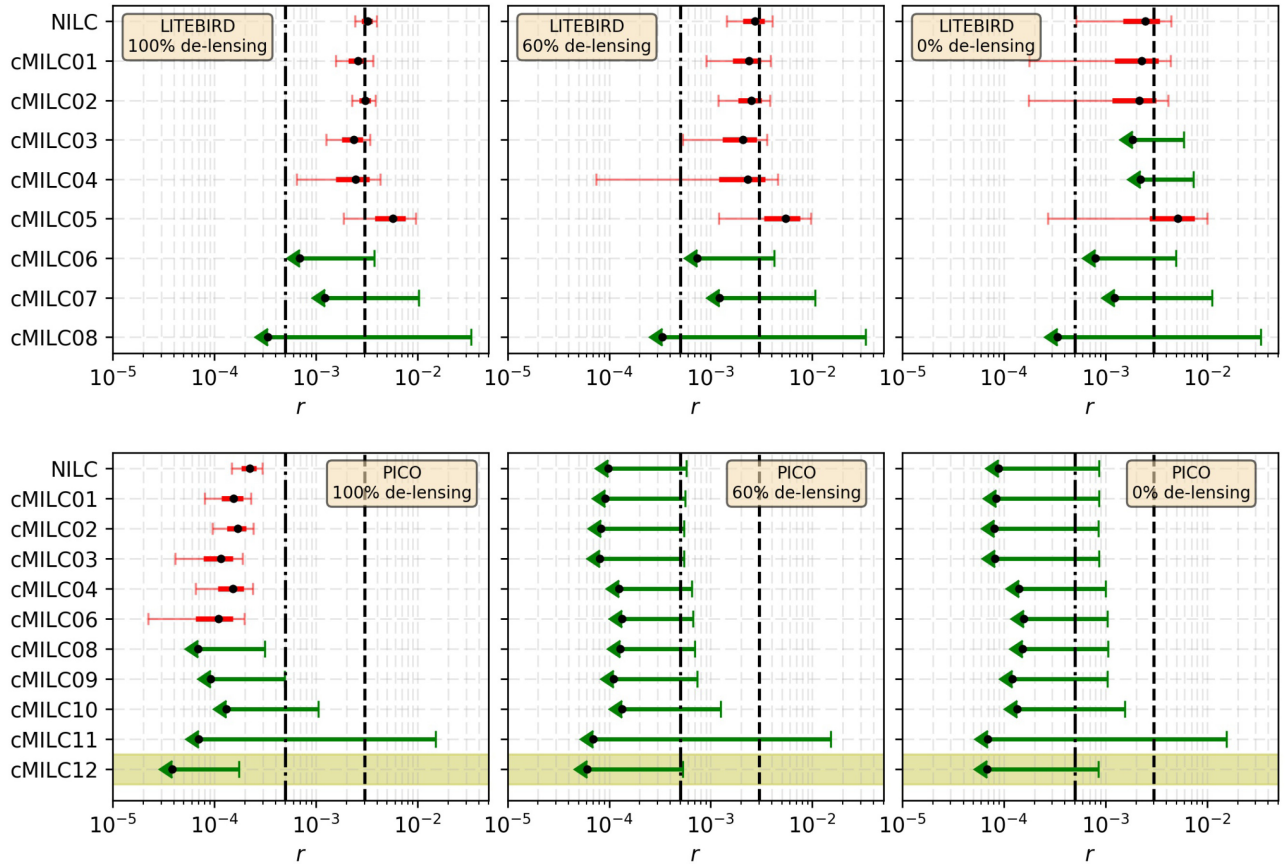 NILC
cMILC01
cMILC02
cMILC03
cMILC04
cMILC05
cMILC06
cMILC07
cMILC08
LITEBIRD
100% de-lensing
10⁻⁵ 10⁻⁴ 10⁻³ 10⁻²
r
LITEBIRD
60% de-lensing
10⁻⁵ 10⁻⁴ 10⁻³ 10⁻²
r
LITEBIRD
0% de-lensing
10⁻⁵ 10⁻⁴ 10⁻³ 10⁻²
r
NILC
cMILC01
cMILC02
cMILC03
cMILC04
cMILC06
cMILC08
cMILC09
cMILC10
cMILC11
cMILC12
PICO
100% de-lensing
10⁻⁵ 10⁻⁴ 10⁻³ 10⁻²
r
PICO
60% de-lensing
10⁻⁵ 10⁻⁴ 10⁻³ 10⁻²
r
PICO
0% de-lensing
10⁻⁵ 10⁻⁴ 10⁻³ 10⁻²
r